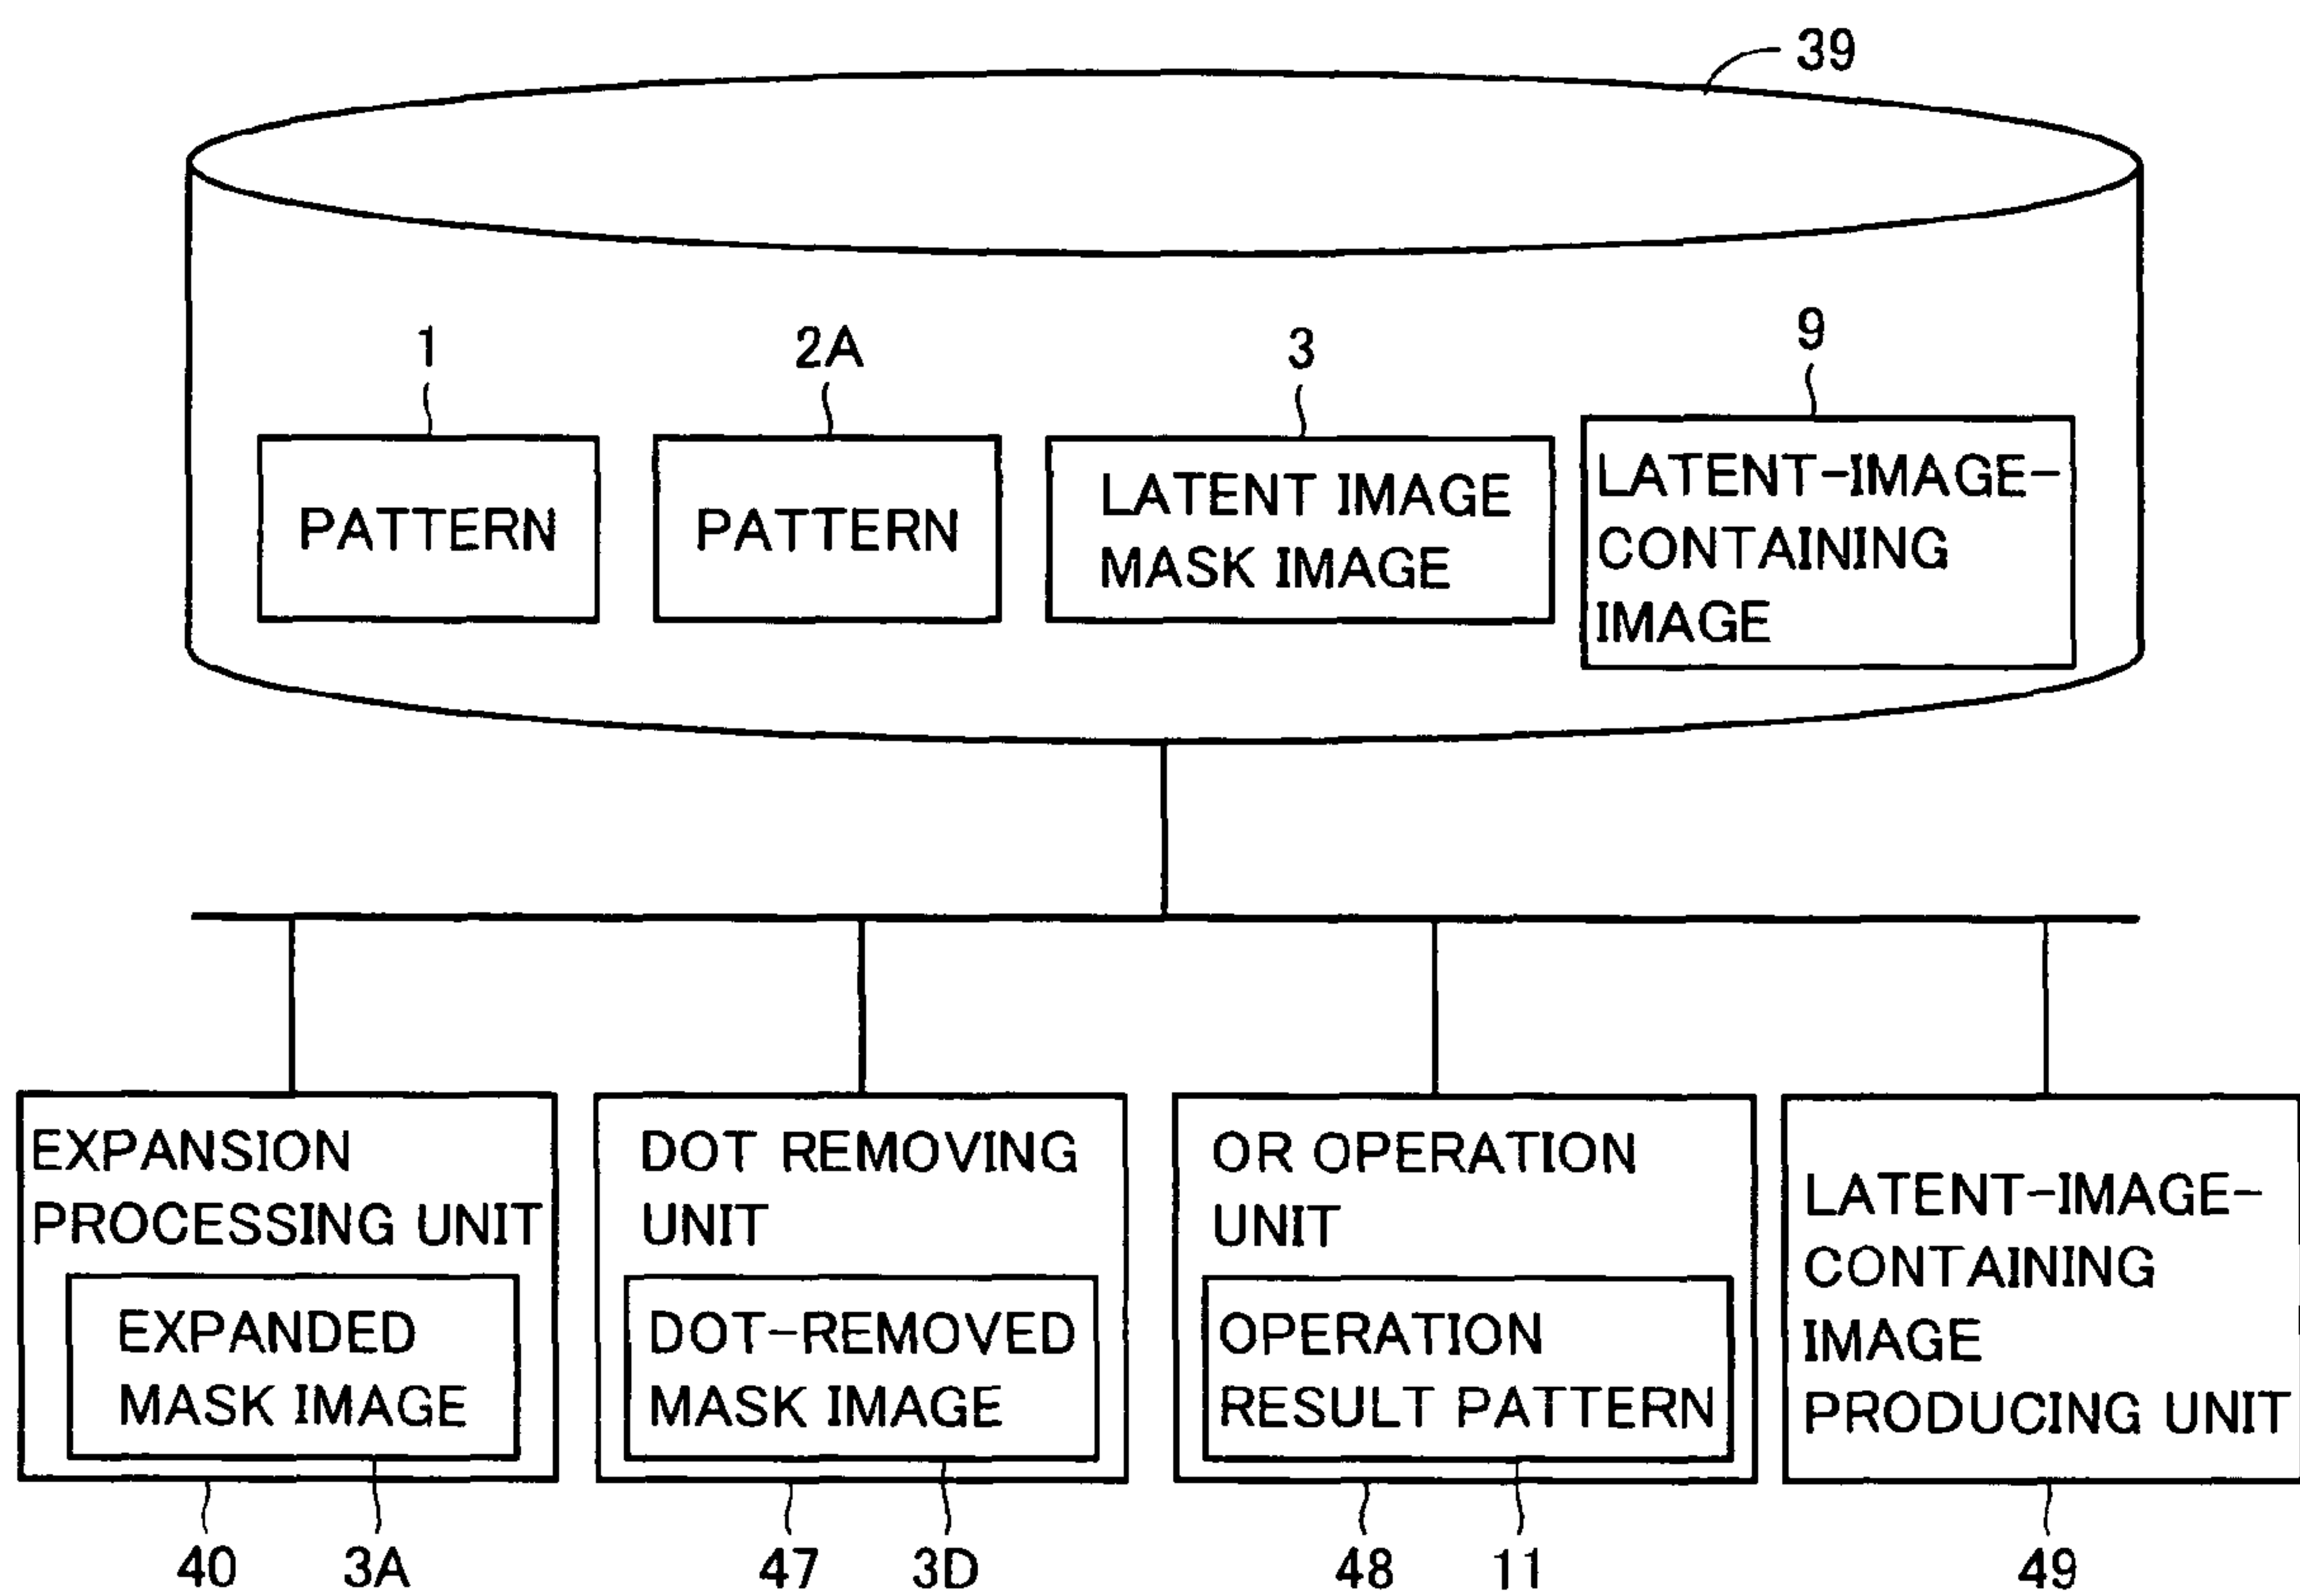 39
1
2A
3
9
PATTERN
PATTERN
LATENT IMAGE
MASK IMAGE
LATENT-IMAGE-
CONTAINING
IMAGE
EXPANSION
PROCESSING UNIT
EXPANDED
MASK IMAGE
DOT REMOVING
UNIT
DOT-REMOVED
MASK IMAGE
OR OPERATION
UNIT
OPERATION
RESULT PATTERN
LATENT-IMAGE-
CONTAINING
IMAGE
PRODUCING UNIT
40
3A
47
3D
48
11
49